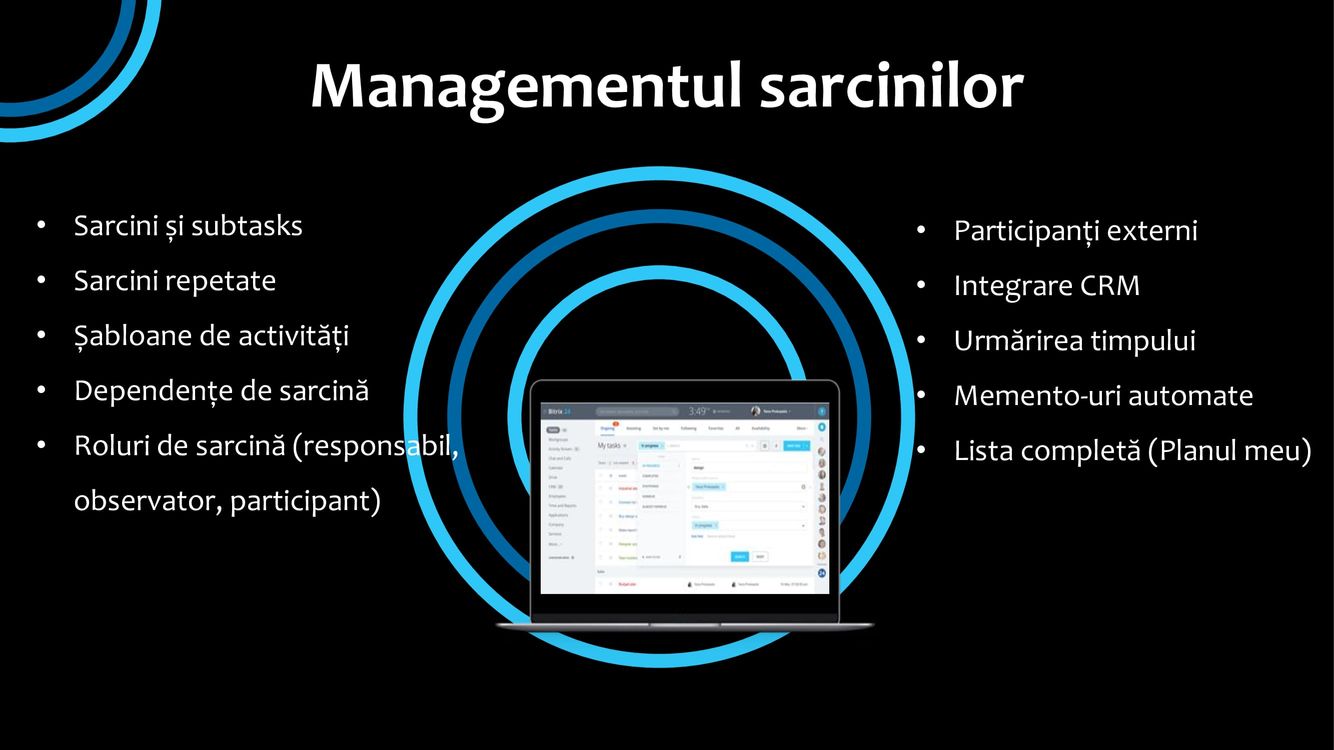 Managementul sarcinilor
• Sarcini și subtasks
• Sarcini repetate
• Șabloane de activități
• Dependențe de sarcină
• Roluri de sarcină (responsabil,
observator, participant)
• Participanți externi
• Integrare CRM
• Urmărirea timpului
• Memento-uri automate
• Lista completă (Planul meu)
Bitrix 24
3:49
My tasks
In progress